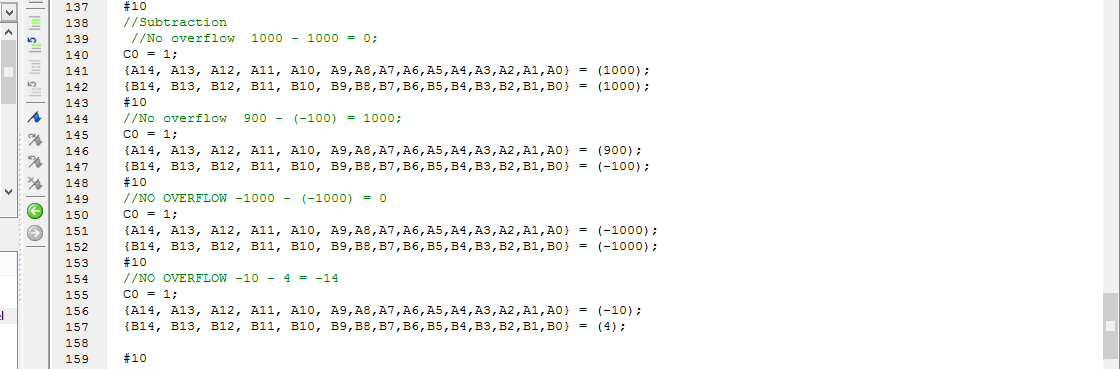 137 #10
138 //Subtraction
139 //No overflow  1000 - 1000 = 0;
140 C0 = 1;
141 {A14, A13, A12, A11, A10, A9,A8,A7,A6,A5,A4,A3,A2,A1,A0} = (1000);
142 {B14, B13, B12, B11, B10, B9,B8,B7,B6,B5,B4,B3,B2,B1,B0} = (1000);
143 #10
144 //No overflow  900 - (-100) = 1000;
145 C0 = 1;
146 {A14, A13, A12, A11, A10, A9,A8,A7,A6,A5,A4,A3,A2,A1,A0} = (900);
147 {B14, B13, B12, B11, B10, B9,B8,B7,B6,B5,B4,B3,B2,B1,B0} = (-100);
148 #10
149 //NO OVERFLOW -1000 - (-1000) = 0
150 C0 = 1;
151 {A14, A13, A12, A11, A10, A9,A8,A7,A6,A5,A4,A3,A2,A1,A0} = (-1000);
152 {B14, B13, B12, B11, B10, B9,B8,B7,B6,B5,B4,B3,B2,B1,B0} = (-1000);
153 #10
154 //NO OVERFLOW -10 - 4 = -14
155 C0 = 1;
156 {A14, A13, A12, A11, A10, A9,A8,A7,A6,A5,A4,A3,A2,A1,A0} = (-10);
157 {B14, B13, B12, B11, B10, B9,B8,B7,B6,B5,B4,B3,B2,B1,B0} = (4);
158
159 #10